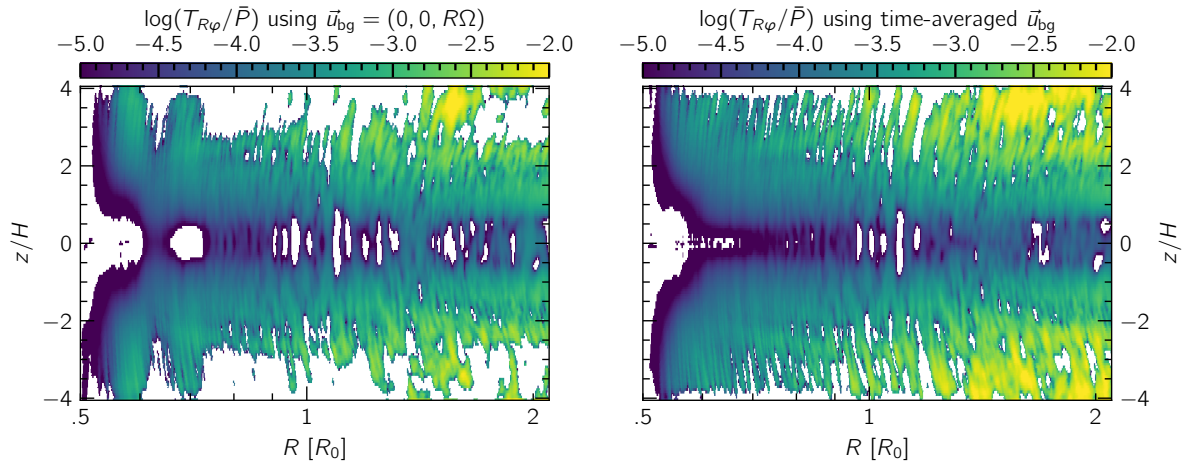 log(T_{Rφ}/P̄) using u⃗_bg = (0, 0, RΩ)
−5.0 −4.5 −4.0 −3.5 −3.0 −2.5 −2.0
4
2
0
−2
−4
z/H
.5 1 2
R [R_0]
log(T_{Rφ}/P̄) using time-averaged u⃗_bg
−5.0 −4.5 −4.0 −3.5 −3.0 −2.5 −2.0
4
2
0
−2
−4
z/H
.5 1 2
R [R_0]